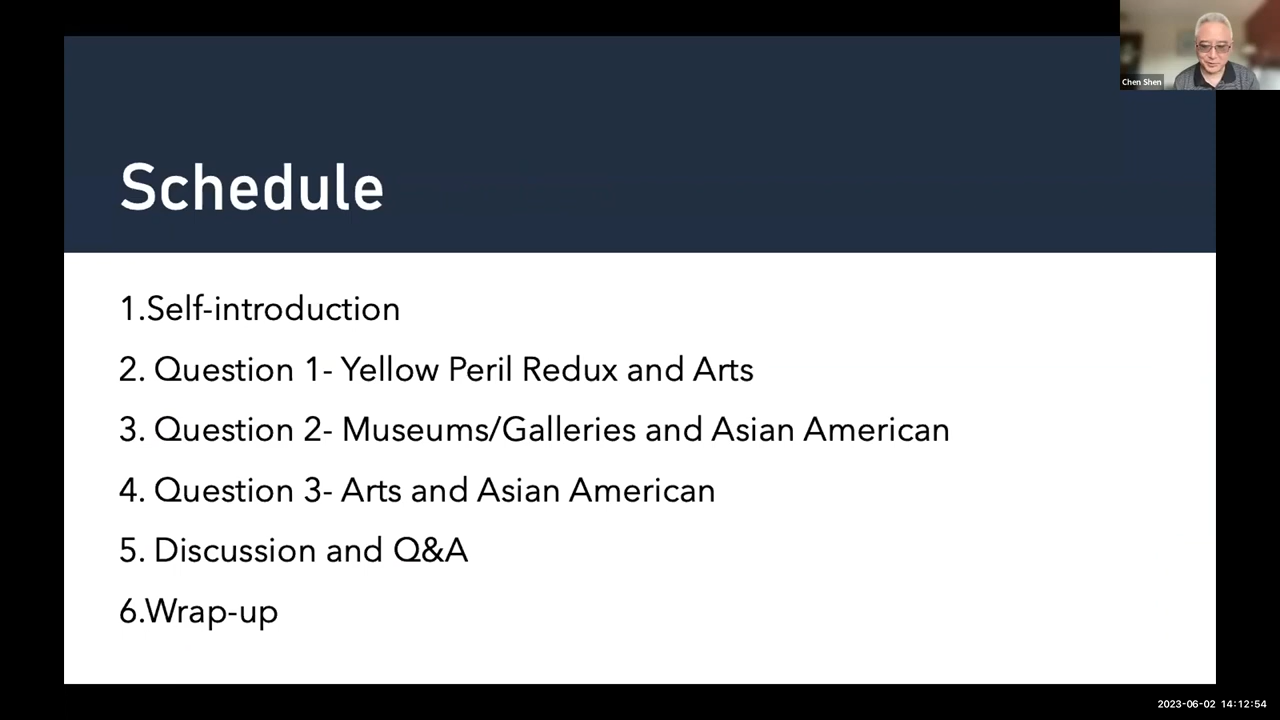 Chen Shen
Schedule
1.Self-introduction
2. Question 1- Yellow Peril Redux and Arts
3. Question 2- Museums/Galleries and Asian American
4. Question 3- Arts and Asian American
5. Discussion and Q&A
6.Wrap-up
2023-06-02 14:12:54